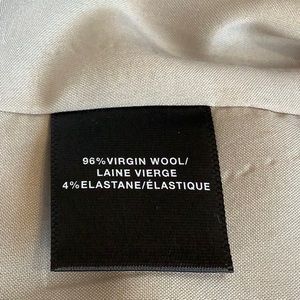 96%VIRGIN WOOL/
LAINE VIERGE
4%ELASTANE/ÉLASTIQUE